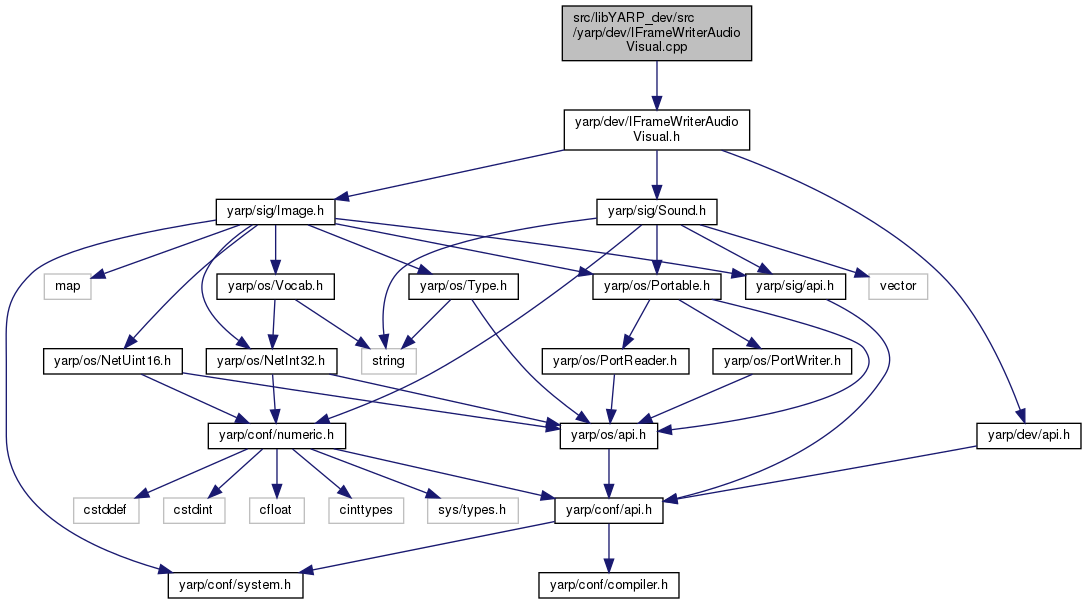 src/libYARP_dev/src
/yarp/dev/IFrameWriterAudio
Visual.cpp
yarp/dev/IFrameWriterAudio
Visual.h
yarp/sig/Image.h
yarp/sig/Sound.h
map
yarp/os/Vocab.h
yarp/os/Type.h
yarp/os/Portable.h
yarp/sig/api.h
vector
yarp/os/NetUint16.h
yarp/os/NetInt32.h
string
yarp/os/PortReader.h
yarp/os/PortWriter.h
yarp/conf/numeric.h
yarp/os/api.h
yarp/dev/api.h
cstddef
cstdint
cfloat
cinttypes
sys/types.h
yarp/conf/api.h
yarp/conf/system.h
yarp/conf/compiler.h